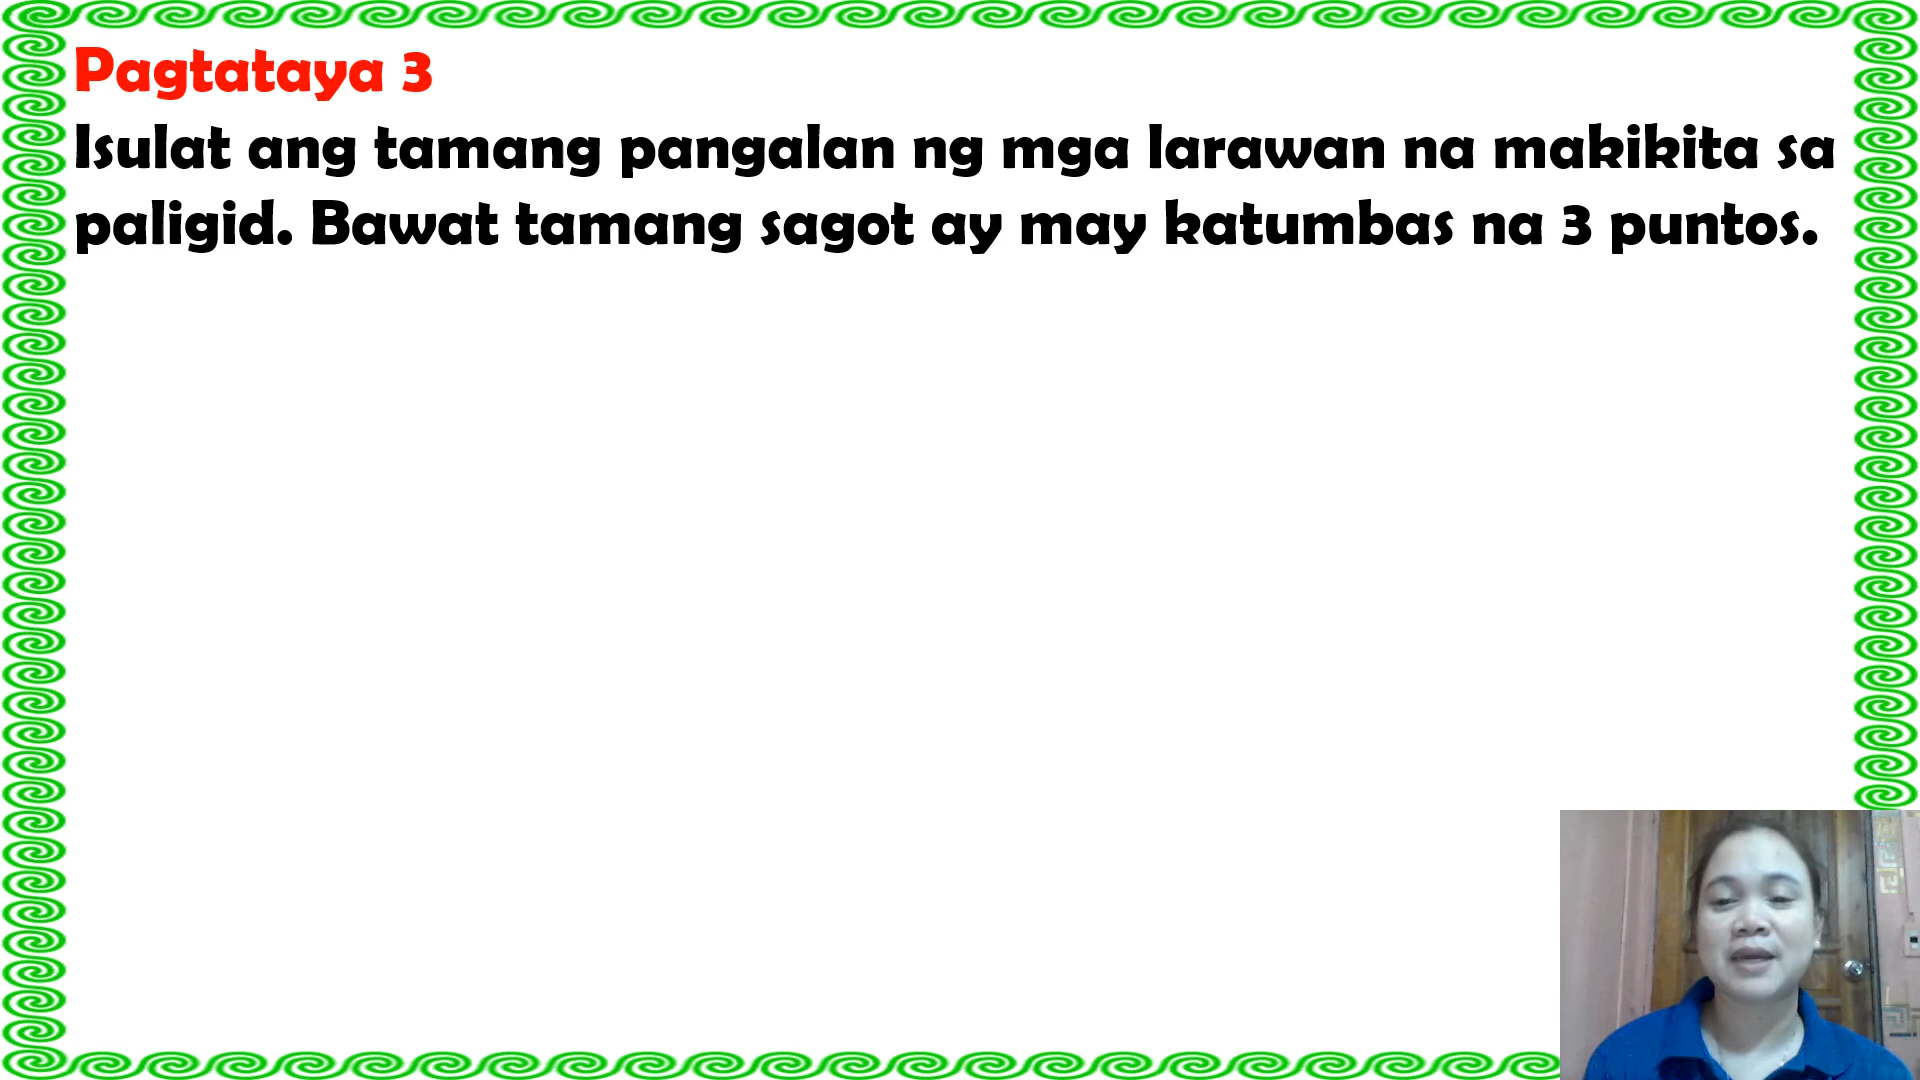 Pagtataya 3
Isulat ang tamang pangalan ng mga larawan na makikita sa
paligid. Bawat tamang sagot ay may katumbas na 3 puntos.